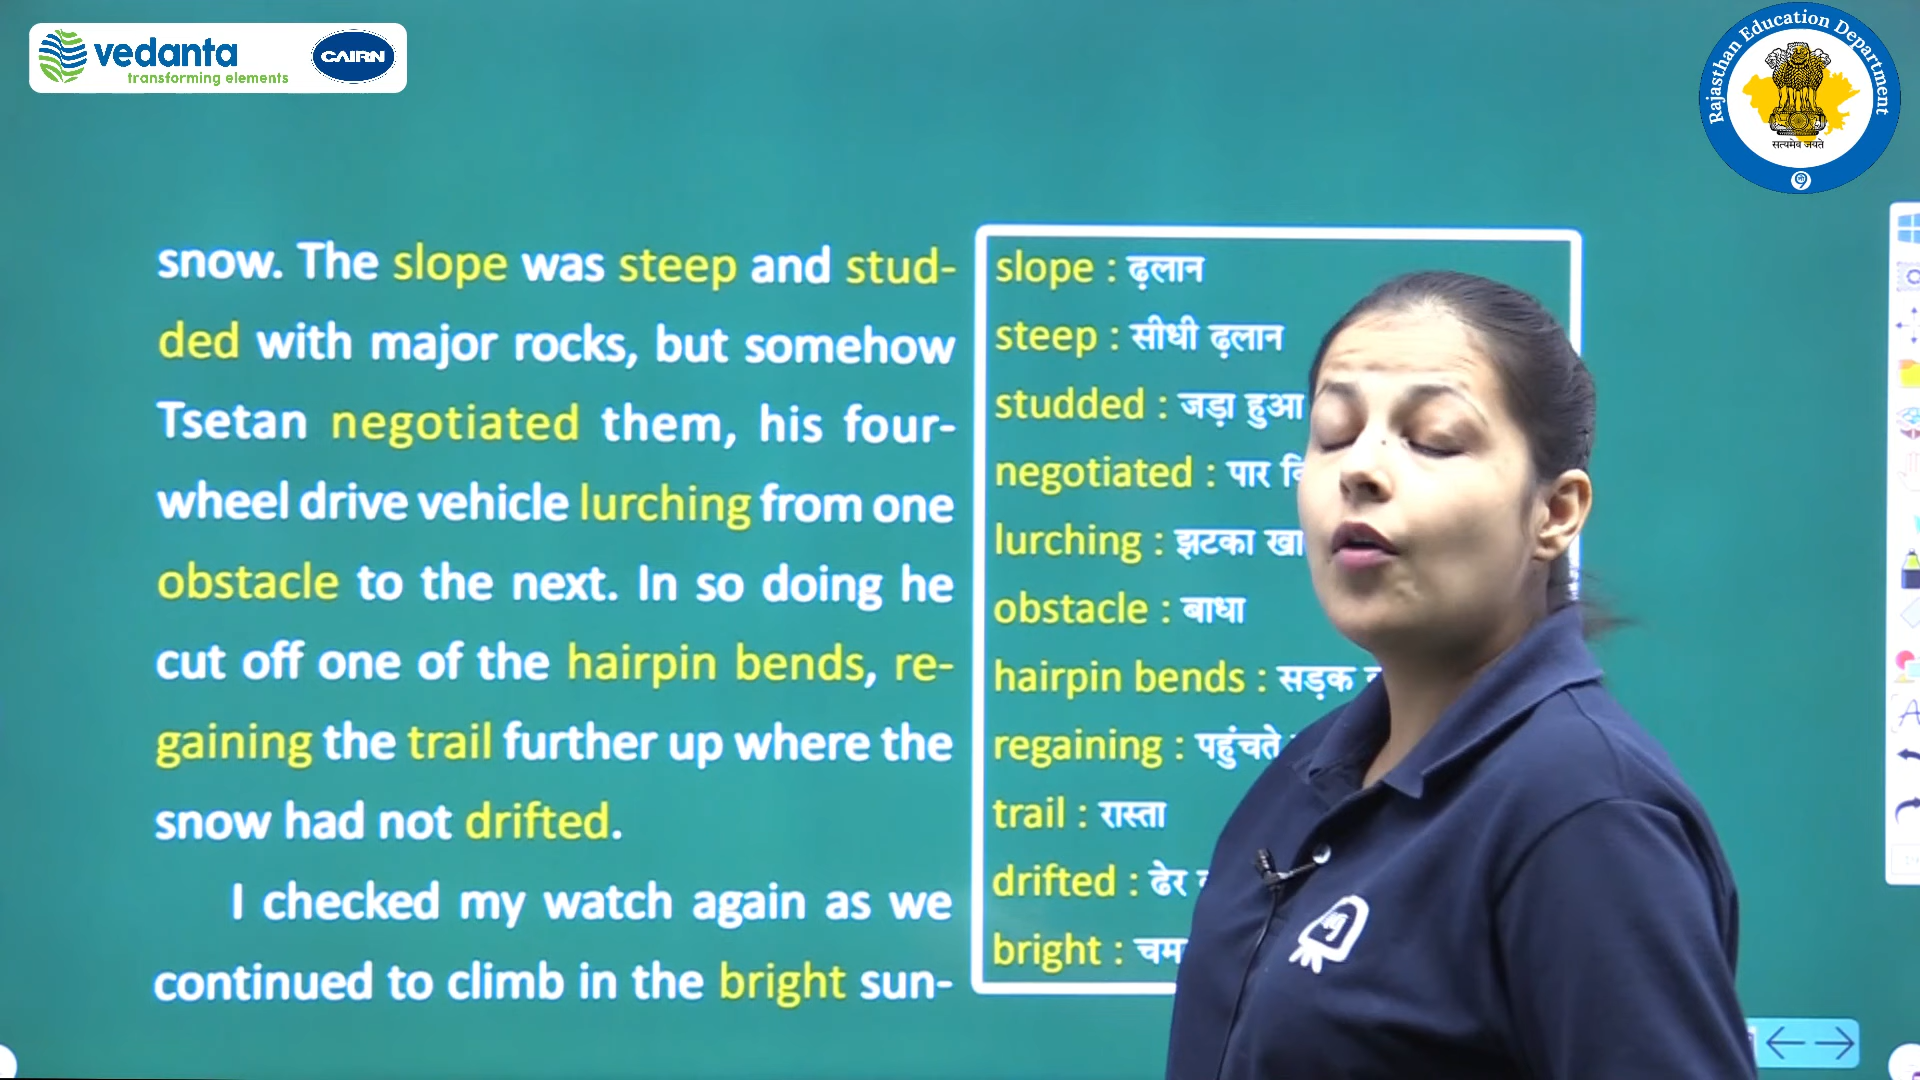 vedanta
transforming elements
CAIRN
Rajasthan Education Department
सत्यमेव जयते
snow. The slope was steep and stud-
ded with major rocks, but somehow
Tsetan negotiated them, his four-
wheel drive vehicle lurching from one
obstacle to the next. In so doing he
cut off one of the hairpin bends, re-
gaining the trail further up where the
snow had not drifted.
I checked my watch again as we
continued to climb in the bright sun-
slope : ढ़लान
steep : सीधी ढ़लान
studded : जड़ा हुआ
negotiated : पार
lurching : झटका
obstacle : बाधा
hairpin bends : सड़क
regaining : पहुंचते
trail : रास्ता
drifted : ढेर
bright :